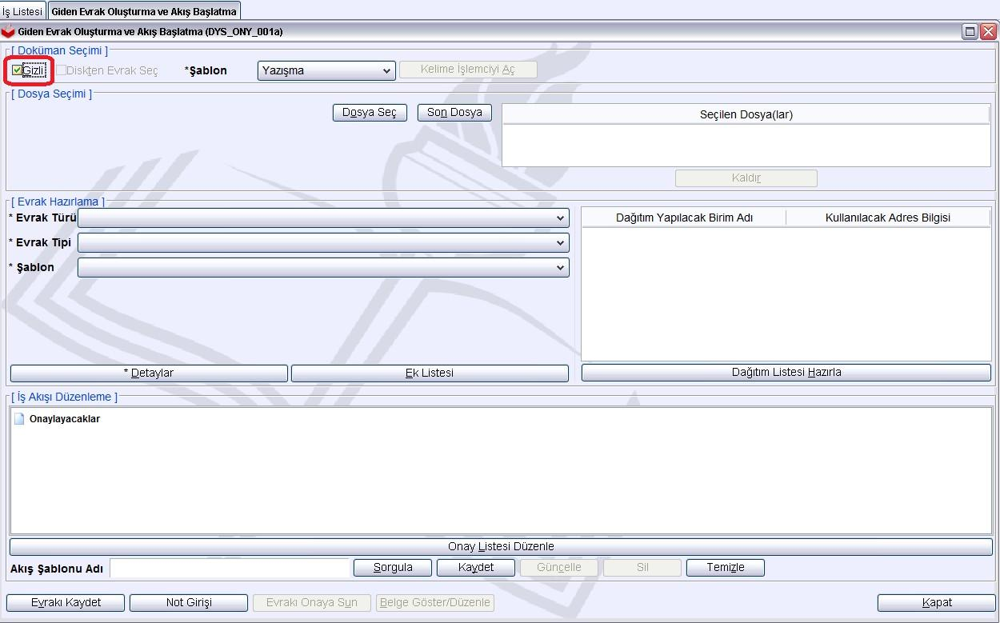 İş Listesi
Giden Evrak Oluşturma ve Akış Başlatma
Giden Evrak Oluşturma ve Akış Başlatma (DYS_ONY_001a)
[ Doküman Seçimi ]
Gizli
Diskten Evrak Seç
*Şablon
Yazışma
Kelime İşlemciyi Aç
[ Dosya Seçimi ]
Dosya Seç
Son Dosya
Seçilen Dosya(lar)
Kaldır
[ Evrak Hazırlama ]
* Evrak Türü
* Evrak Tipi
* Şablon
Dağıtım Yapılacak Birim Adı
Kullanılacak Adres Bilgisi
* Detaylar
Ek Listesi
Dağıtım Listesi Hazırla
[ İş Akışı Düzenleme ]
Onaylayacaklar
Onay Listesi Düzenle
Akış Şablonu Adı
Sorgula
Kaydet
Güncelle
Sil
Temizle
Evrakı Kaydet
Not Girişi
Evrakı Onaya Sun
Belge Göster/Düzenle
Kapat